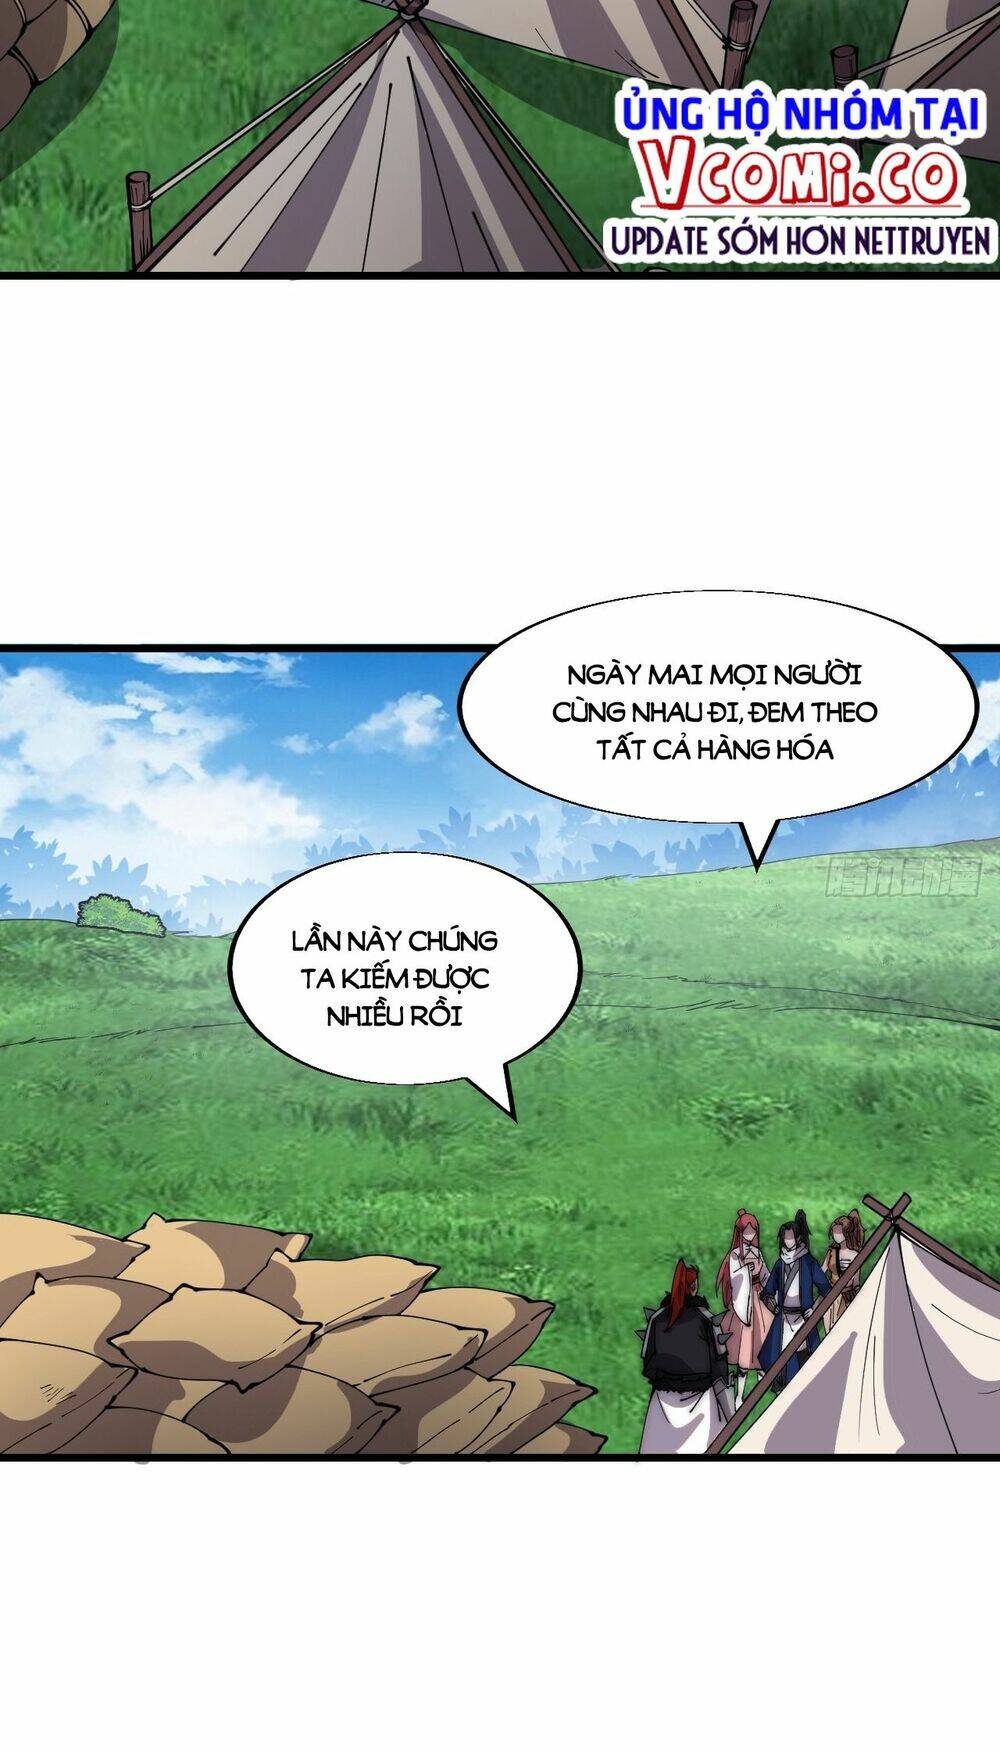 ỦNG HỘ NHÓM TẠI
VCOMI.CO
UPDATE SỚM HƠN NETTRUYEN
NGÀY MAI MỌI NGƯỜI
CÙNG NHAU ĐI, ĐEM THEO
TẤT CẢ HÀNG HÓA
LẦN NÀY CHÚNG
TA KIẾM ĐƯỢC
NHIỀU RỒI